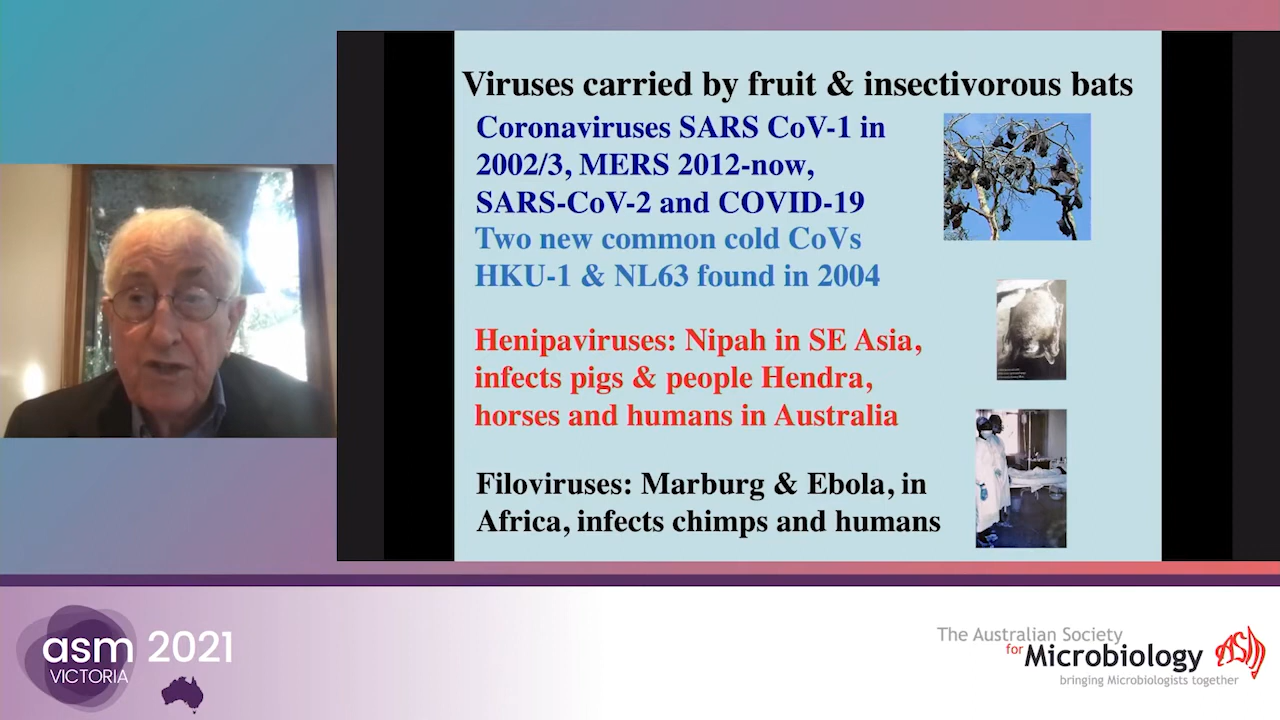 Viruses carried by fruit & insectivorous bats
Coronaviruses SARS CoV-1 in
2002/3, MERS 2012-now,
SARS-CoV-2 and COVID-19
Two new common cold CoVs
HKU-1 & NL63 found in 2004
Henipaviruses: Nipah in SE Asia,
infects pigs & people Hendra,
horses and humans in Australia
Filoviruses: Marburg & Ebola, in
Africa, infects chimps and humans
asm 2021
VICTORIA
The Australian Society
for Microbiology
bringing Microbiologists together
ASM